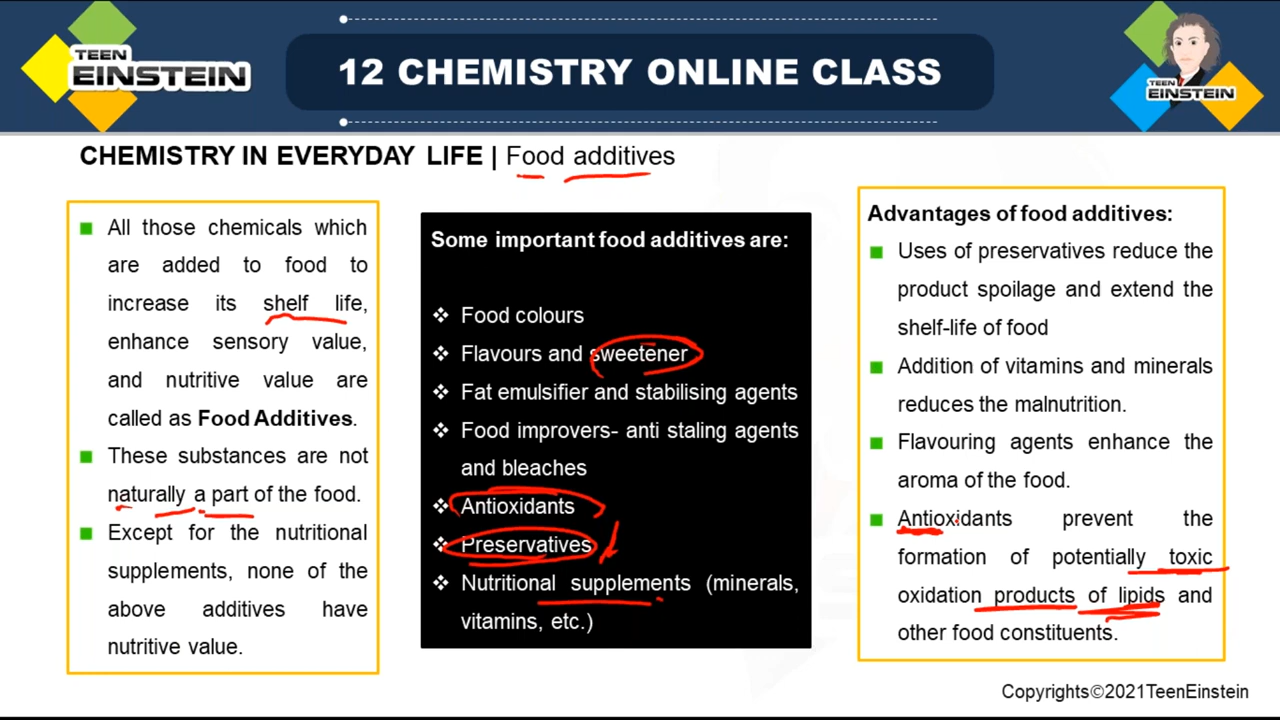 TEEN
EINSTEIN
12 CHEMISTRY ONLINE CLASS
TEEN
EINSTEIN
CHEMISTRY IN EVERYDAY LIFE | Food additives
All those chemicals which
are added to food to
increase its shelf life,
enhance sensory value,
and nutritive value are
called as Food Additives.
These substances are not
naturally a part of the food.
Except for the nutritional
supplements, none of the
above additives have
nutritive value.
Some important food additives are:
Food colours
Flavours and sweetener
Fat emulsifier and stabilising agents
Food improvers- anti staling agents
and bleaches
Antioxidants
Preservatives
Nutritional supplements (minerals,
vitamins, etc.)
Advantages of food additives:
Uses of preservatives reduce the
product spoilage and extend the
shelf-life of food
Addition of vitamins and minerals
reduces the malnutrition.
Flavouring agents enhance the
aroma of the food.
Antioxidants prevent the
formation of potentially toxic
oxidation products of lipids and
other food constituents.
Copyrights©2021TeenEinstein